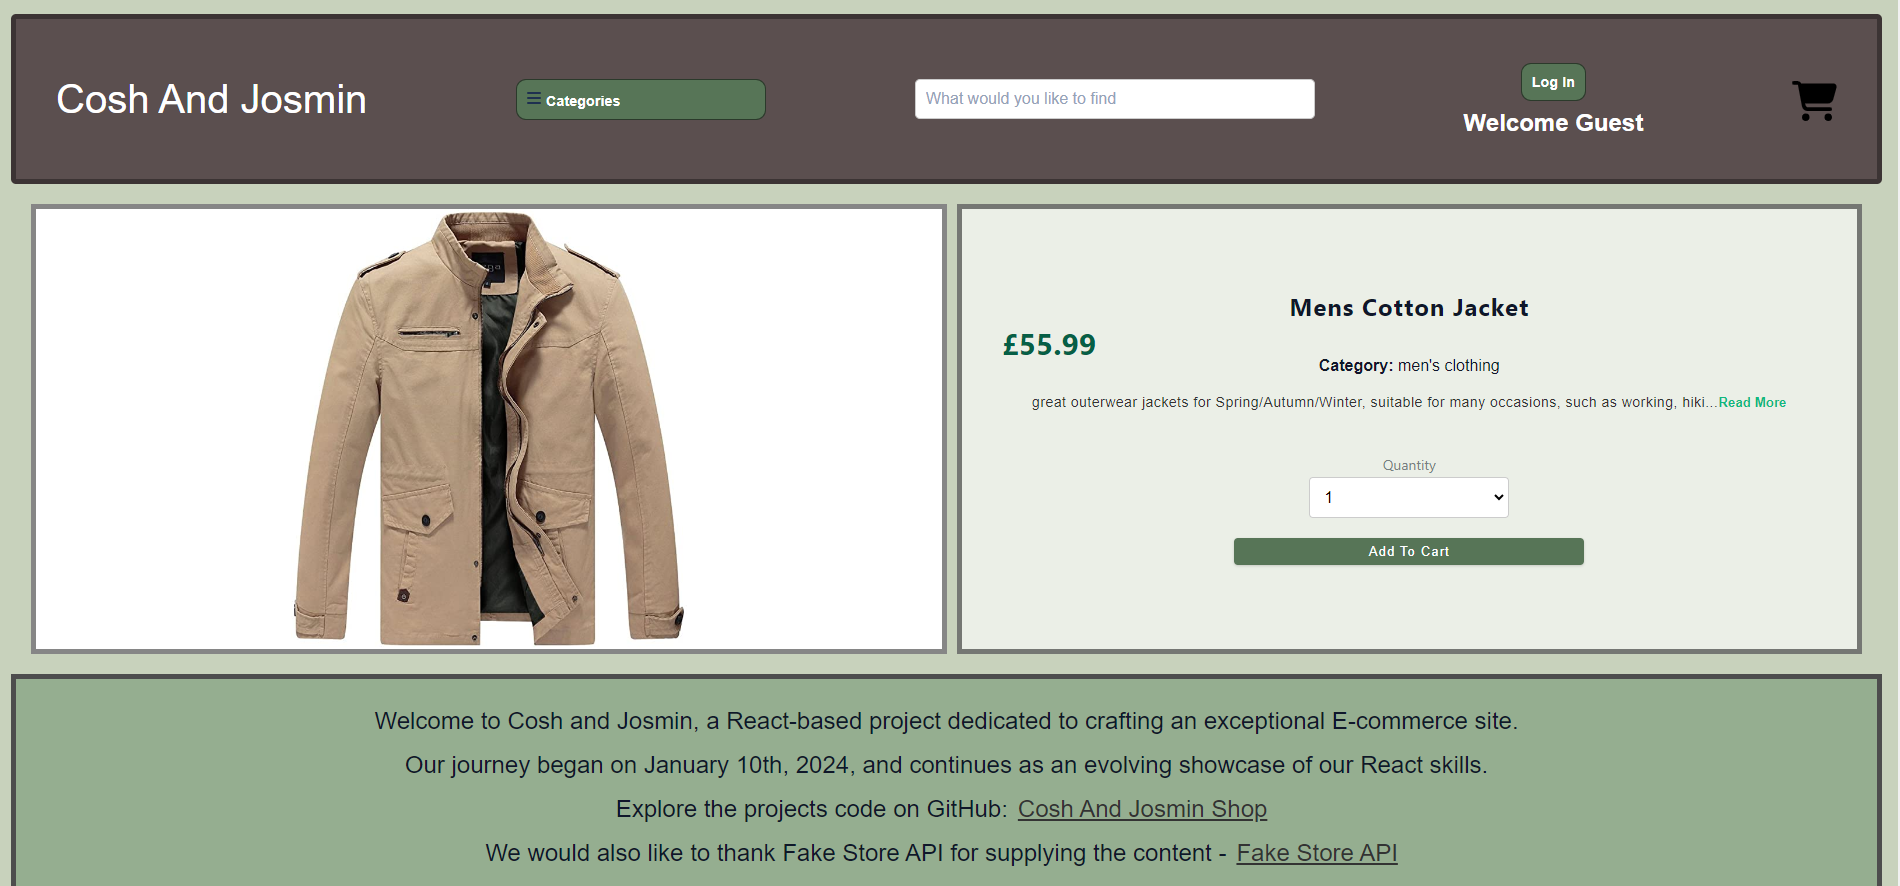 Cosh And Josmin
Categories
What would you like to find
Log In
Welcome Guest
Mens Cotton Jacket
£55.99
Category: men's clothing
great outerwear jackets for Spring/Autumn/Winter, suitable for many occasions, such as working, hiki...Read More
Quantity
1
Add To Cart
Welcome to Cosh and Josmin, a React-based project dedicated to crafting an exceptional E-commerce site.
Our journey began on January 10th, 2024, and continues as an evolving showcase of our React skills.
Explore the projects code on GitHub: Cosh And Josmin Shop
We would also like to thank Fake Store API for supplying the content - Fake Store API